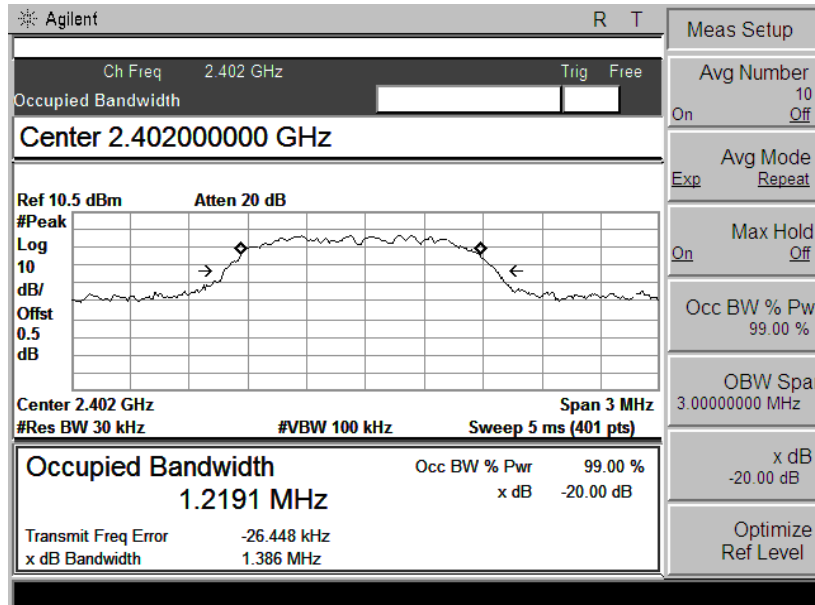 Agilent R T
Ch Freq 2.402 GHz Trig Free
Occupied Bandwidth
Center 2.402000000 GHz
Ref 10.5 dBm Atten 20 dB
#Peak
Log
10
dB/
Offst
0.5
dB
Center 2.402 GHz Span 3 MHz
#Res BW 30 kHz #VBW 100 kHz Sweep 5 ms (401 pts)
Occupied Bandwidth Occ BW % Pwr 99.00 %
1.2191 MHz x dB -20.00 dB
Transmit Freq Error -26.448 kHz
x dB Bandwidth 1.386 MHz
Meas Setup
Avg Number
10
On Off
Avg Mode
Exp Repeat
Max Hold
On Off
Occ BW % Pw
99.00 %
OBW Spa
3.00000000 MHz
x dB
-20.00 dB
Optimize
Ref Level